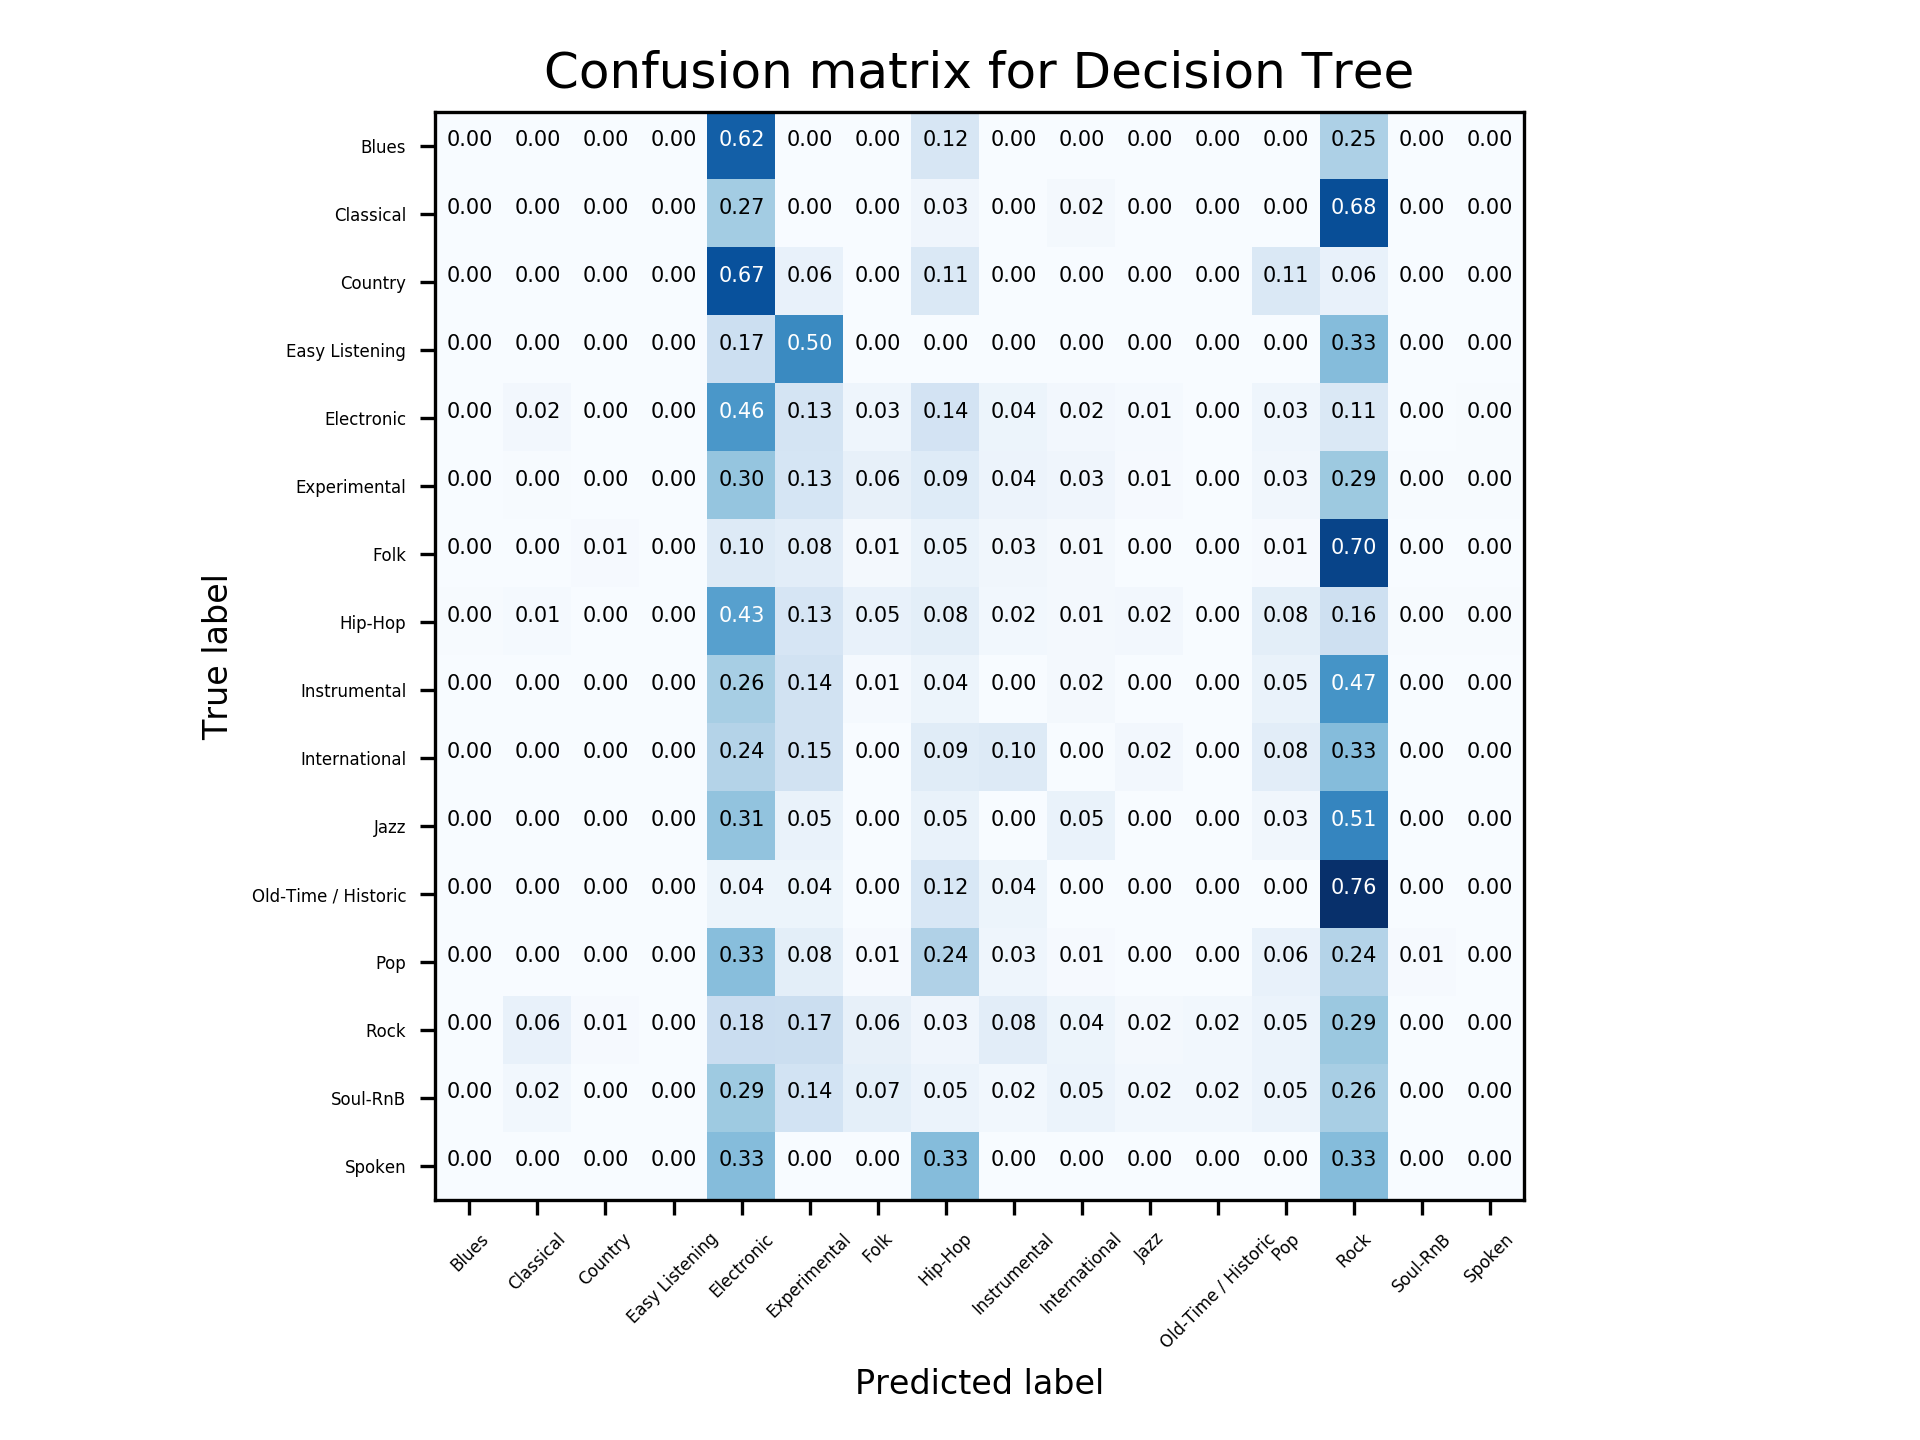 Confusion matrix for Decision Tree
Blues 0.00 0.00 0.00 0.00 0.62 0.00 0.00 0.12 0.00 0.00 0.00 0.00 0.00 0.25 0.00 0.00
Classical 0.00 0.00 0.00 0.00 0.27 0.00 0.00 0.03 0.00 0.02 0.00 0.00 0.00 0.68 0.00 0.00
Country 0.00 0.00 0.00 0.00 0.67 0.06 0.00 0.11 0.00 0.00 0.00 0.00 0.11 0.06 0.00 0.00
Easy Listening 0.00 0.00 0.00 0.00 0.17 0.50 0.00 0.00 0.00 0.00 0.00 0.00 0.00 0.33 0.00 0.00
Electronic 0.00 0.02 0.00 0.00 0.46 0.13 0.03 0.14 0.04 0.02 0.01 0.00 0.03 0.11 0.00 0.00
Experimental 0.00 0.00 0.00 0.00 0.30 0.13 0.06 0.09 0.04 0.03 0.01 0.00 0.03 0.29 0.00 0.00
Folk 0.00 0.00 0.01 0.00 0.10 0.08 0.01 0.05 0.03 0.01 0.00 0.00 0.01 0.70 0.00 0.00
Hip-Hop 0.00 0.01 0.00 0.00 0.43 0.13 0.05 0.08 0.02 0.01 0.02 0.00 0.08 0.16 0.00 0.00
Instrumental 0.00 0.00 0.00 0.00 0.26 0.14 0.01 0.04 0.00 0.02 0.00 0.00 0.05 0.47 0.00 0.00
International 0.00 0.00 0.00 0.00 0.24 0.15 0.00 0.09 0.10 0.00 0.02 0.00 0.08 0.33 0.00 0.00
Jazz 0.00 0.00 0.00 0.00 0.31 0.05 0.00 0.05 0.00 0.05 0.00 0.00 0.03 0.51 0.00 0.00
Old-Time / Historic 0.00 0.00 0.00 0.00 0.04 0.04 0.00 0.12 0.04 0.00 0.00 0.00 0.00 0.76 0.00 0.00
Pop 0.00 0.00 0.00 0.00 0.33 0.08 0.01 0.24 0.03 0.01 0.00 0.00 0.06 0.24 0.01 0.00
Rock 0.00 0.06 0.01 0.00 0.18 0.17 0.06 0.03 0.08 0.04 0.02 0.02 0.05 0.29 0.00 0.00
Soul-RnB 0.00 0.02 0.00 0.00 0.29 0.14 0.07 0.05 0.02 0.05 0.02 0.02 0.05 0.26 0.00 0.00
Spoken 0.00 0.00 0.00 0.00 0.33 0.00 0.00 0.33 0.00 0.00 0.00 0.00 0.00 0.33 0.00 0.00
True label
Blues Classical Country Easy Listening Electronic Experimental Folk Hip-Hop Instrumental International Jazz Old-Time / Historic Pop Rock Soul-RnB Spoken
Predicted label